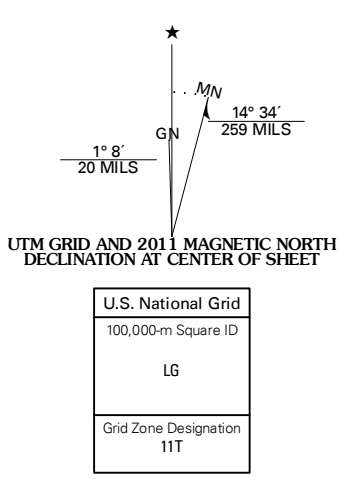 ★
MN
14° 34´
259 MILS
GN
1° 8´
20 MILS
UTM GRID AND 2011 MAGNETIC NORTH
DECLINATION AT CENTER OF SHEET
U.S. National Grid
100,000-m Square ID
LG
Grid Zone Designation
11T